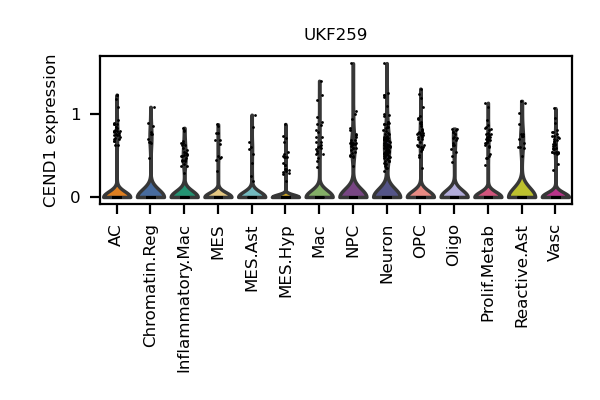 UKF259
CEND1 expression
1
0
AC
Chromatin.Reg
Inflammatory.Mac
MES
MES.Ast
MES.Hyp
Mac
NPC
Neuron
OPC
Oligo
Prolif.Metab
Reactive.Ast
Vasc